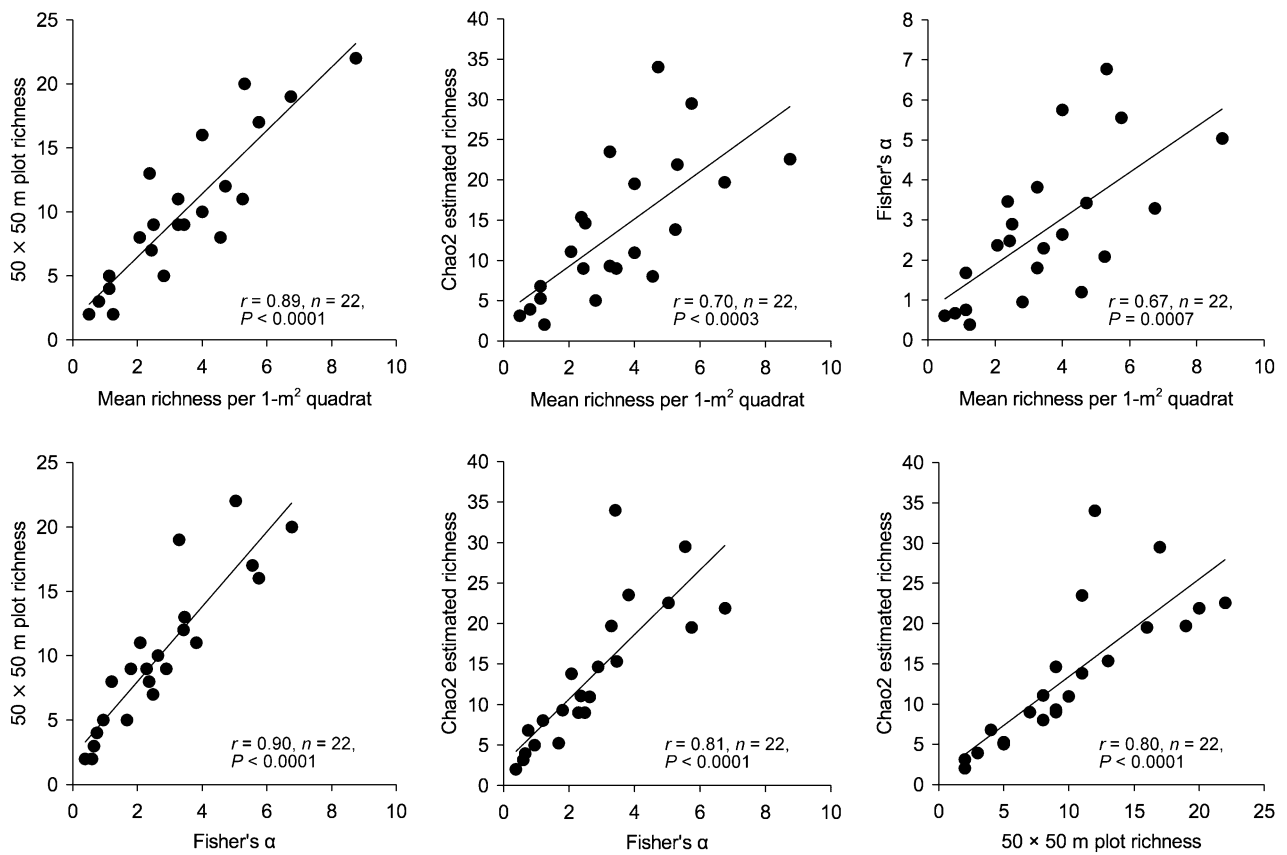 25
20
15
10
5
0
50 × 50 m plot richness
r = 0.89, n = 22,
P < 0.0001
0 2 4 6 8 10
Mean richness per 1-m² quadrat
40
35
30
25
20
15
10
5
0
Chao2 estimated richness
r = 0.70, n = 22,
P < 0.0003
0 2 4 6 8 10
Mean richness per 1-m² quadrat
8
7
6
5
4
3
2
1
0
Fisher's α
r = 0.67, n = 22,
P = 0.0007
0 2 4 6 8 10
Mean richness per 1-m² quadrat
25
20
15
10
5
0
50 × 50 m plot richness
r = 0.90, n = 22,
P < 0.0001
0 2 4 6 8 10
Fisher's α
40
35
30
25
20
15
10
5
0
Chao2 estimated richness
r = 0.81, n = 22,
P < 0.0001
0 2 4 6 8 10
Fisher's α
40
35
30
25
20
15
10
5
0
Chao2 estimated richness
r = 0.80, n = 22,
P < 0.0001
0 5 10 15 20 25
50 × 50 m plot richness